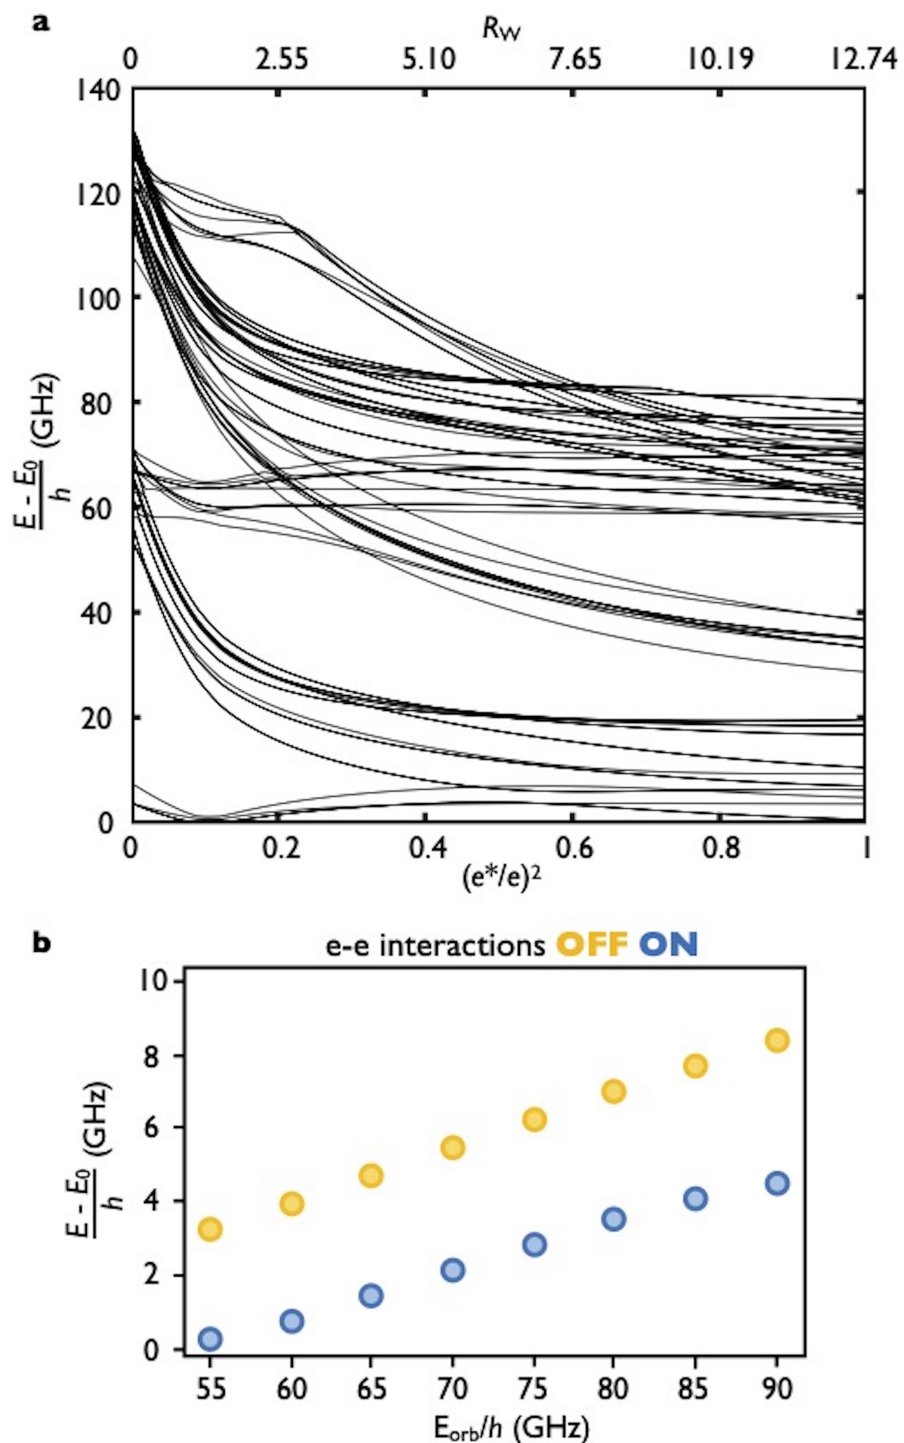 a
R_W
0 2.55 5.10 7.65 10.19 12.74
140
120
100
80
60
40
20
0
E - E₀
h
(GHz)
0 0.2 0.4 0.6 0.8 1
(e*/e)²
b
e-e interactions OFF ON
10
8
6
4
2
0
E - E₀
h
(GHz)
55 60 65 70 75 80 85 90
E_orb/h (GHz)